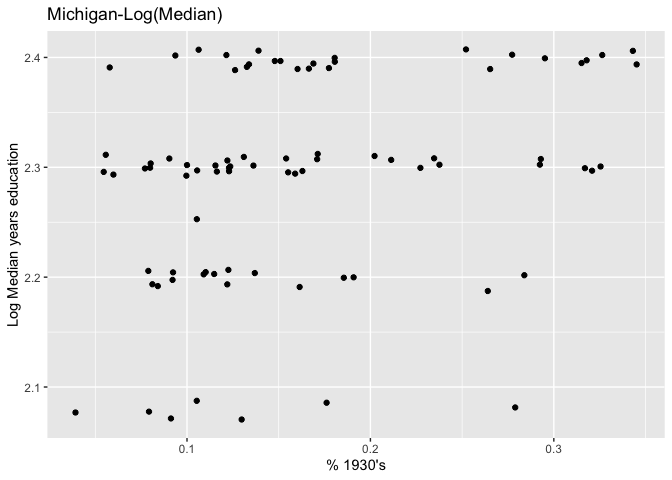 Michigan-Log(Median)
2.4
2.3
2.2
2.1
Log Median years education
0.1 0.2 0.3
% 1930's